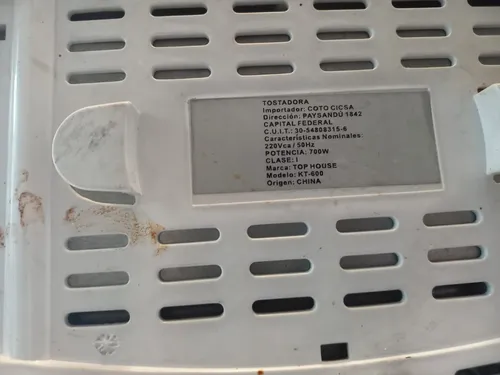 TOSTADORA
Importador: COTO CICSA
Dirección: PAYSANDÚ 1842
CAPITAL FEDERAL
C.U.I.T.: 30-54808315-6
Características Nominales:
220Vca / 50Hz
POTENCIA: 700W
CLASE: I
Marca: TOP HOUSE
Modelo: KT-600
Origen: CHINA